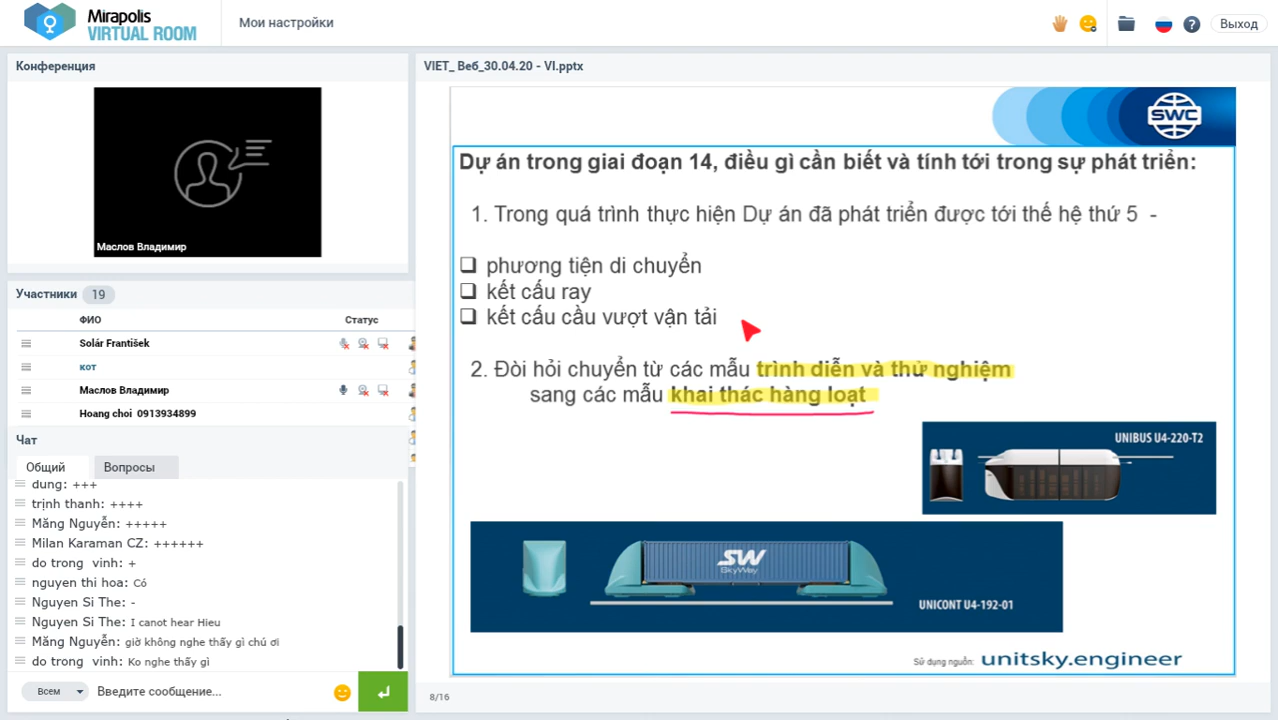 Mirapolis
VIRTUAL ROOM
Мои настройки
?
Выход
Конференция
Маслов Владимир
Участники 19
ФИО
Статус
Solár František
кот
Маслов Владимир
Hoang choi 0913934899
Чат
Общий
Вопросы
dung: +++
trịnh thanh: ++++
Măng Nguyễn: +++++
Milan Karaman CZ: ++++++
do trong vinh: +
nguyen thi hoa: Có
Nguyen Si The: -
Nguyen Si The: I canot hear Hieu
Măng Nguyễn: giờ không nghe thấy gì chú ơi
do trong vinh: Ko nghe thấy gì
Всем
Введите сообщение...
VIET_ Веб_30.04.20 - VI.pptx
SWC
Dự án trong giai đoạn 14, điều gì cần biết và tính tới trong sự phát triển:
1. Trong quá trình thực hiện Dự án đã phát triển được tới thế hệ thứ 5 -
❑ phương tiện di chuyển
❑ kết cấu ray
❑ kết cấu cầu vượt vận tải
2. Đòi hỏi chuyển từ các mẫu trình diễn và thử nghiệm
sang các mẫu khai thác hàng loạt
UNIBUS U4-220-T2
SW
SkyWay
UNICONT U4-192-01
Sử dụng nguồn: unitsky.engineer
8/16